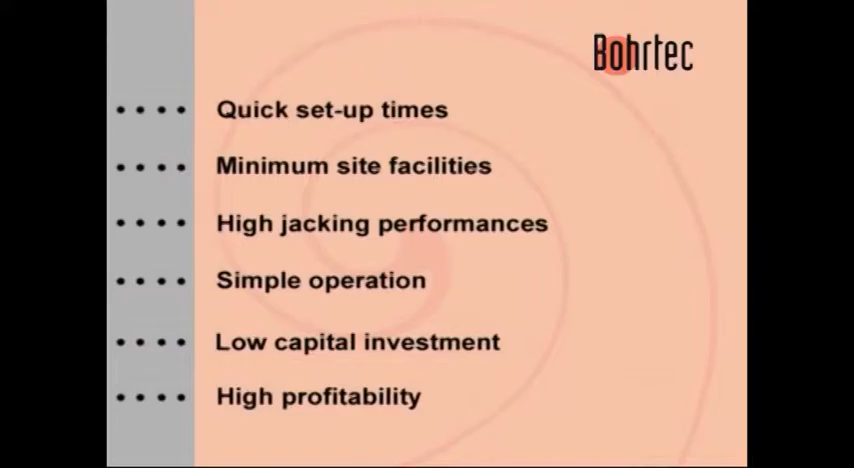 Bohrtec
Quick set-up times
Minimum site facilities
High jacking performances
Simple operation
Low capital investment
High profitability